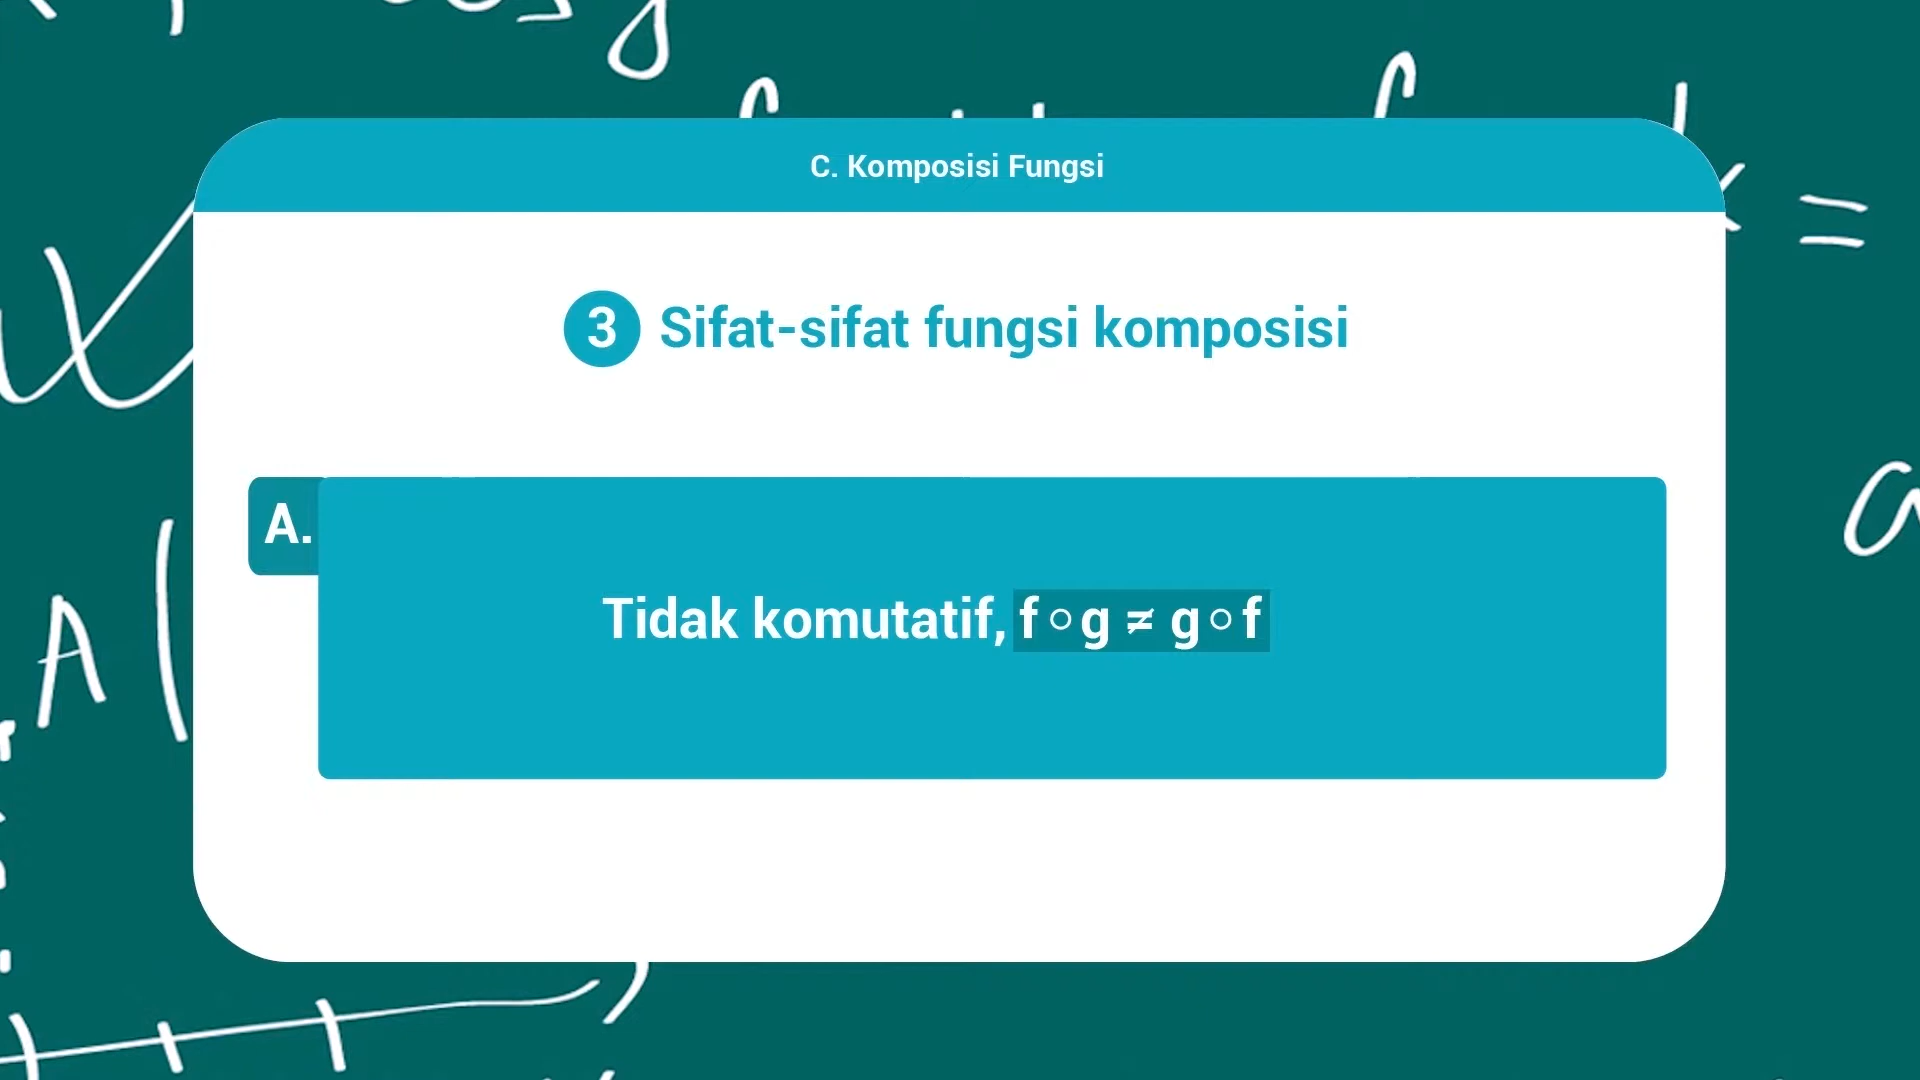 C. Komposisi Fungsi
3 Sifat-sifat fungsi komposisi
A.
Tidak komutatif, f∘g ≠ g∘f